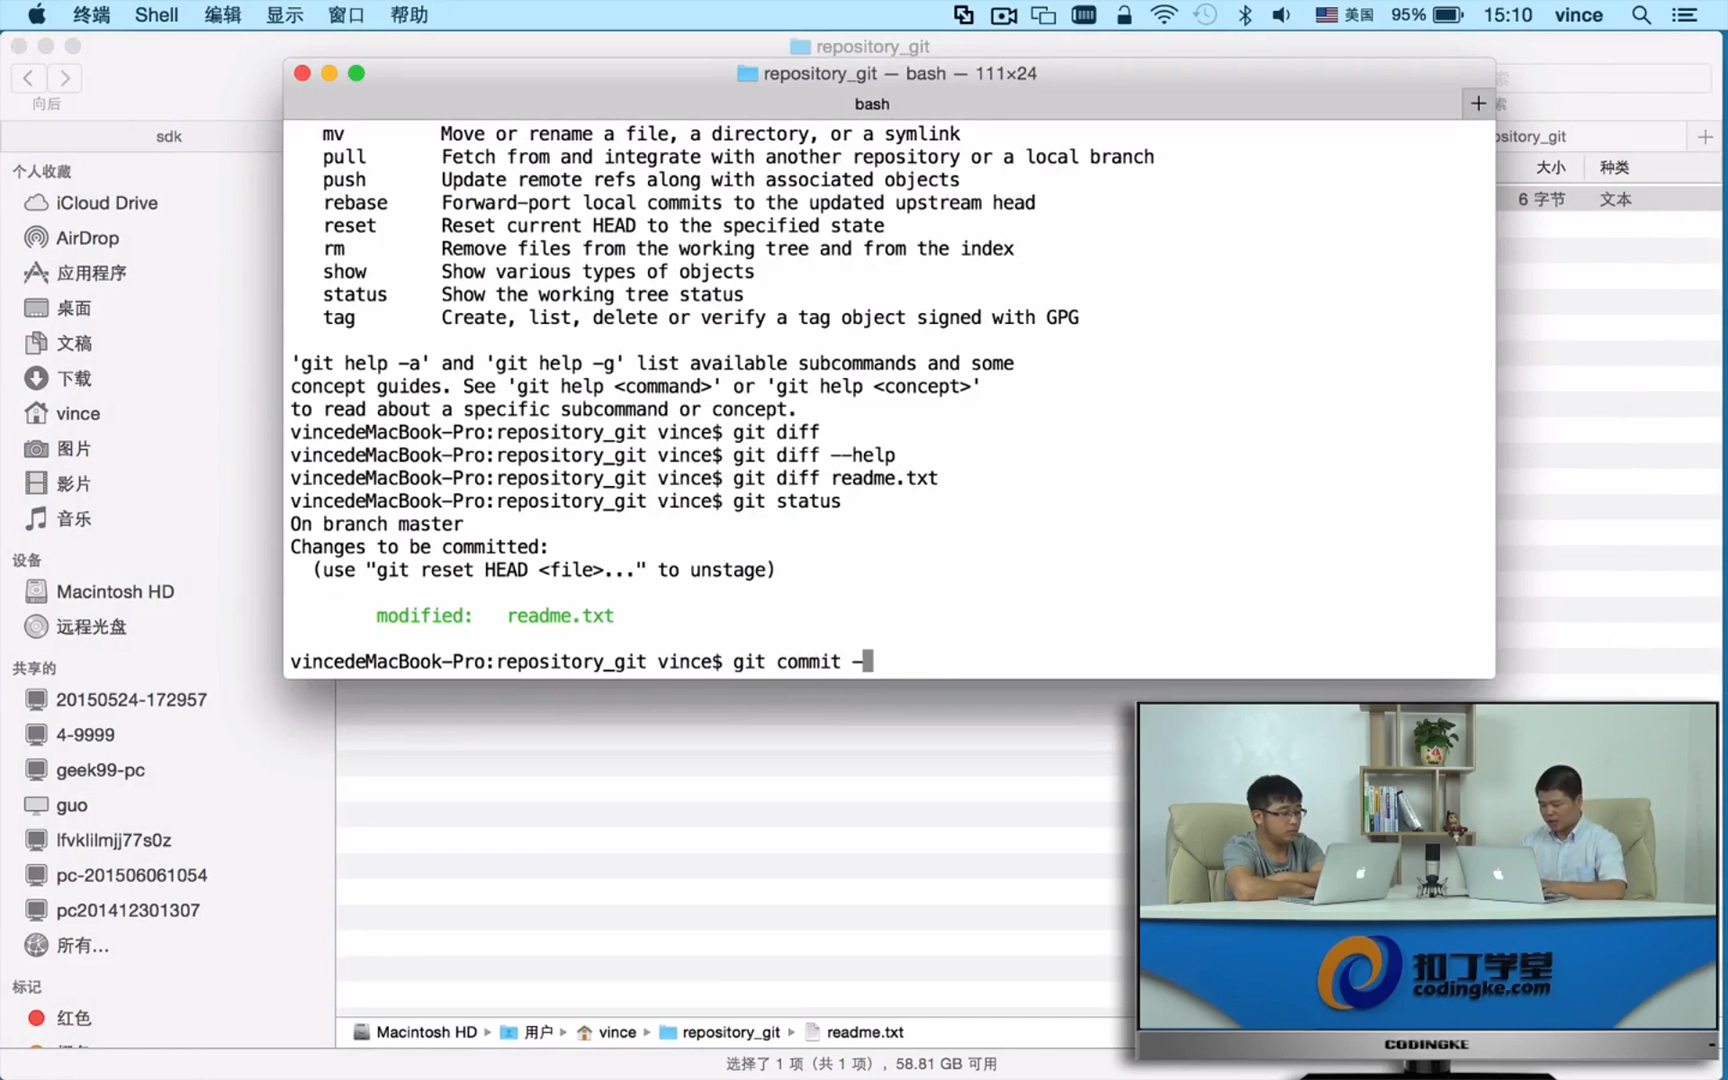 终端 Shell 编辑 显示 窗口 帮助 美国 95% 15:10 vince
repository_git
向后
repository_git — bash — 111×24
bash
sdk
sitory_git
大小 种类
6 字节 文本
个人收藏
iCloud Drive
AirDrop
应用程序
桌面
文稿
下载
vince
图片
影片
音乐
设备
Macintosh HD
远程光盘
共享的
20150524-172957
4-9999
geek99-pc
guo
lfvklilmjj77s0z
pc-201506061054
pc201412301307
所有...
标记
红色
mv Move or rename a file, a directory, or a symlink
pull Fetch from and integrate with another repository or a local branch
push Update remote refs along with associated objects
rebase Forward-port local commits to the updated upstream head
reset Reset current HEAD to the specified state
rm Remove files from the working tree and from the index
show Show various types of objects
status Show the working tree status
tag Create, list, delete or verify a tag object signed with GPG
'git help -a' and 'git help -g' list available subcommands and some
concept guides. See 'git help <command>' or 'git help <concept>'
to read about a specific subcommand or concept.
vincedeMacBook-Pro:repository_git vince$ git diff
vincedeMacBook-Pro:repository_git vince$ git diff --help
vincedeMacBook-Pro:repository_git vince$ git diff readme.txt
vincedeMacBook-Pro:repository_git vince$ git status
On branch master
Changes to be committed:
(use "git reset HEAD <file>..." to unstage)
modified: readme.txt
vincedeMacBook-Pro:repository_git vince$ git commit -
扣丁学堂
codingke.com
CODINGKE
Macintosh HD 用户 vince repository_git readme.txt
选择了 1 项（共 1 项），58.81 GB 可用